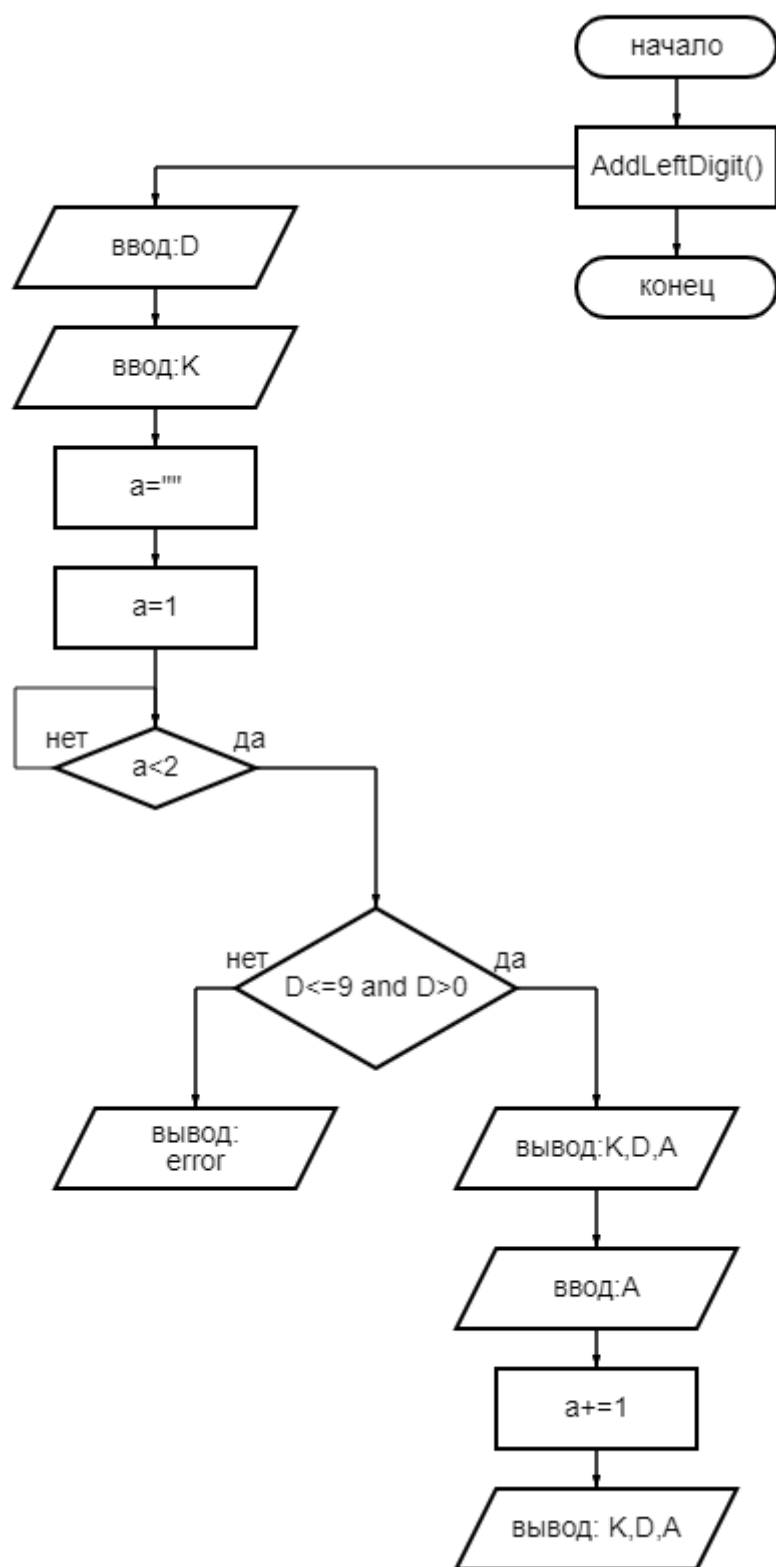 начало
AddLeftDigit()
ввод:D
конец
ввод:K
a=""
a=1
нет
да
a<2
нет
да
D<=9 and D>0
вывод:
error
вывод:K,D,A
ввод:A
a+=1
вывод: K,D,A